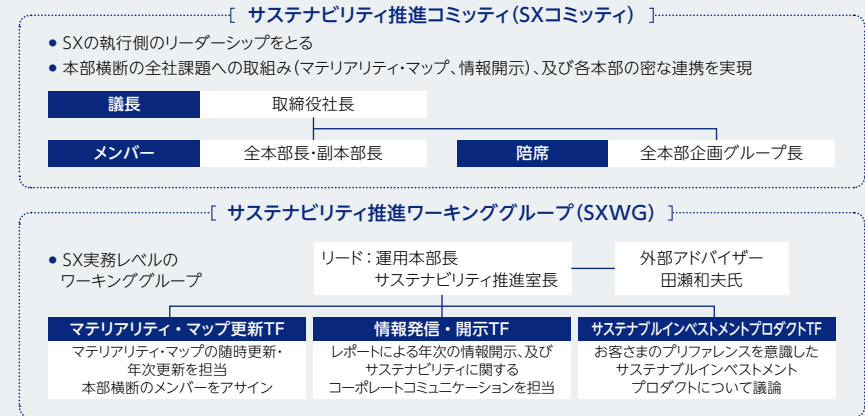 [ サステナビリティ推進コミッティ(SXコミッティ) ]
● SXの執行側のリーダーシップをとる
● 本部横断の全社課題への取組み(マテリアリティ・マップ、情報開示)、及び各本部の密な連携を実現
議長 取締役社長
メンバー 全本部長・副本部長 陪席 全本部企画グループ長
[ サステナビリティ推進ワーキンググループ(SXWG) ]
● SX実務レベルの
ワーキンググループ
リード：運用本部長
サステナビリティ推進室長
外部アドバイザー
田瀬和夫氏
マテリアリティ・マップ更新TF
マテリアリティ・マップの随時更新・
年次更新を担当
本部横断のメンバーをアサイン
情報発信・開示TF
レポートによる年次の情報開示、及び
サステナビリティに関する
コーポレートコミュニケーションを担当
サステナブルインベストメントプロダクトTF
お客さまのプリファレンスを意識した
サステナブルインベストメント
プロダクトについて議論